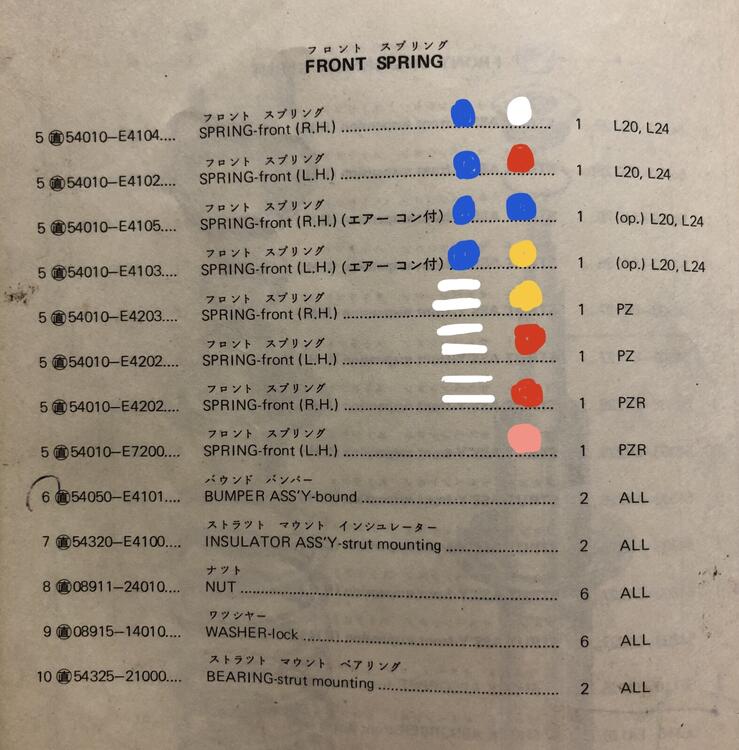 フロント スプリング
FRONT SPRING
フロント スプリング
5 ㊢54010—E4104.... SPRING-front (R.H.) ........................ 1 L20, L24
フロント スプリング
5 ㊢54010—E4102.... SPRING-front (L.H.) ........................ 1 L20, L24
フロント スプリング
5 ㊢54010—E4105.... SPRING-front (R.H.) (エアー コン付) ........................ 1 (op.) L20, L24
フロント スプリング
5 ㊢54010—E4103.... SPRING-front (L.H.) (エアー コン付) ........................ 1 (op.) L20, L24
フロント スプリング
5 ㊢54010—E4203.... SPRING-front (R.H.) ........................ 1 PZ
フロント スプリング
5 ㊢54010—E4202.... SPRING-front (L.H.) ........................ 1 PZ
フロント スプリング
5 ㊢54010—E4202.... SPRING-front (R.H.) ........................ 1 PZR
フロント スプリング
5 ㊢54010—E7200.... SPRING-front (L.H.) ........................ 1 PZR
バウンド バンパー
6 ㊢54050—E4101.... BUMPER ASS'Y-bound ........................ 2 ALL
ストラット マウント インシュレーター
7 ㊢54320—E4100.... INSULATOR ASS'Y-strut mounting ........................ 2 ALL
ナット
8 ㊢08911—24010.... NUT ........................ 6 ALL
ワッシャー
9 ㊢08915—14010.... WASHER-lock ........................ 6 ALL
ストラット マウント ベアリング
10 ㊢54325—21000.... BEARING-strut mounting ........................ 2 ALL